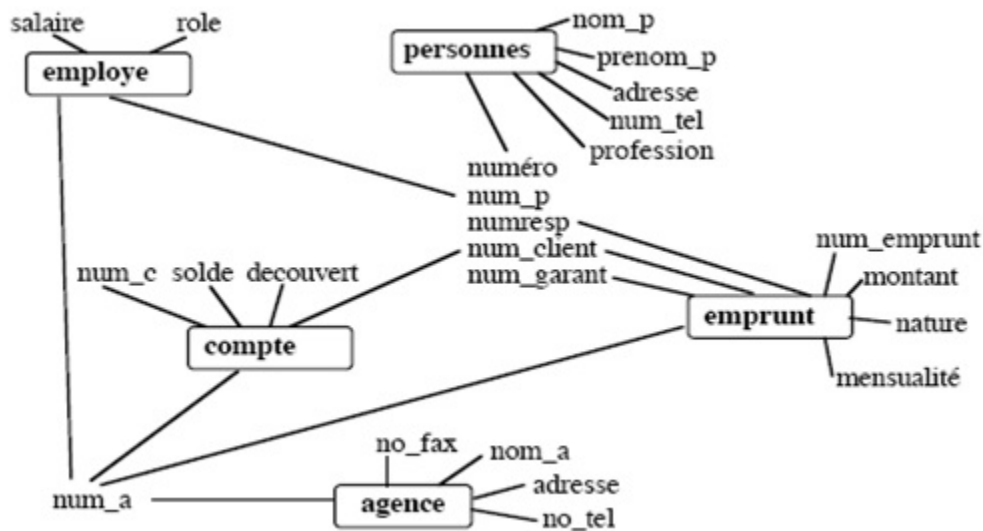 salaire role
employe
nom_p
personnes
prenom_p
adresse
num_tel
profession
numéro
num_p
numresp
num_client
num_garant
num_c solde decouvert
compte
num_emprunt
montant
emprunt
nature
mensualité
no_fax
nom_a
num_a
agence
adresse
no_tel